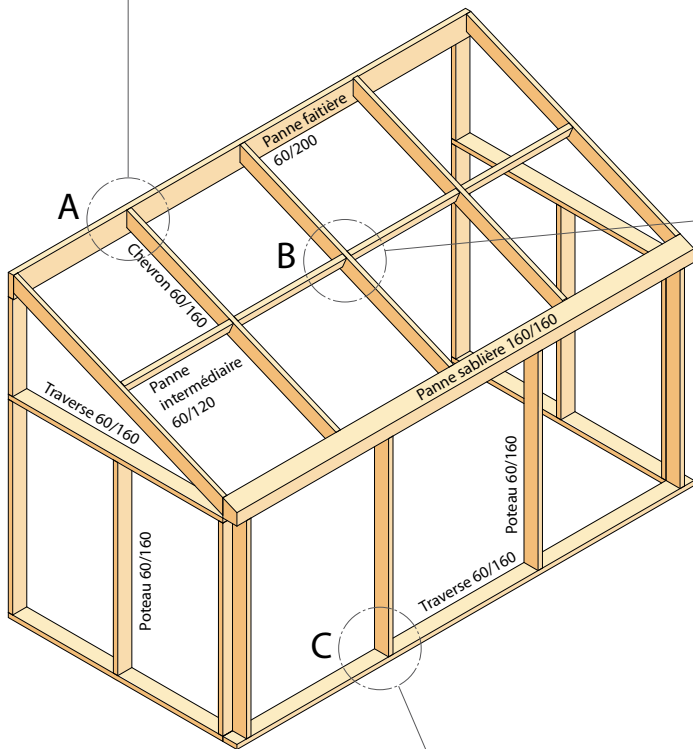 Panne faitière
60/200
A
B
Chevron 60/160
Panne sablière 160/160
Panne
intermédiaire
60/120
Traverse 60/160
Poteau 60/160
Poteau 60/160
Traverse 60/160
C